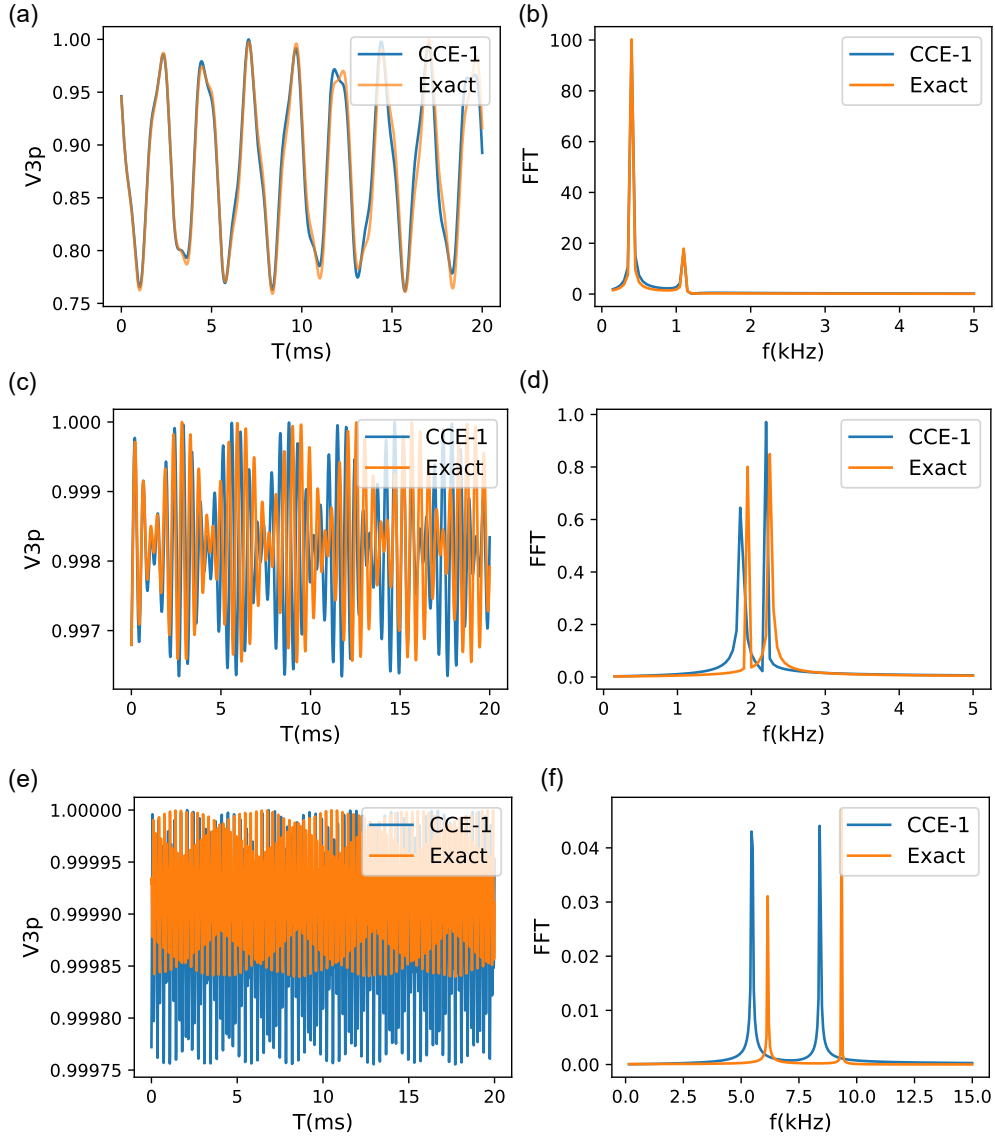 (a)
V3p
1.00
0.95
0.90
0.85
0.80
0.75
CCE-1
Exact
0
5
10
15
20
T(ms)
(b)
FFT
100
80
60
40
20
0
CCE-1
Exact
0
1
2
3
4
5
f(kHz)
(c)
V3p
1.000
0.999
0.998
0.997
CCE-1
Exact
0
5
10
15
20
T(ms)
(d)
FFT
1.0
0.8
0.6
0.4
0.2
0.0
CCE-1
Exact
0
1
2
3
4
5
f(kHz)
(e)
V3p
1.00000
0.99995
0.99990
0.99985
0.99980
0.99975
CCE-1
Exact
0
5
10
15
20
T(ms)
(f)
FFT
0.04
0.03
0.02
0.01
0.00
CCE-1
Exact
0.0
2.5
5.0
7.5
10.0
12.5
15.0
f(kHz)